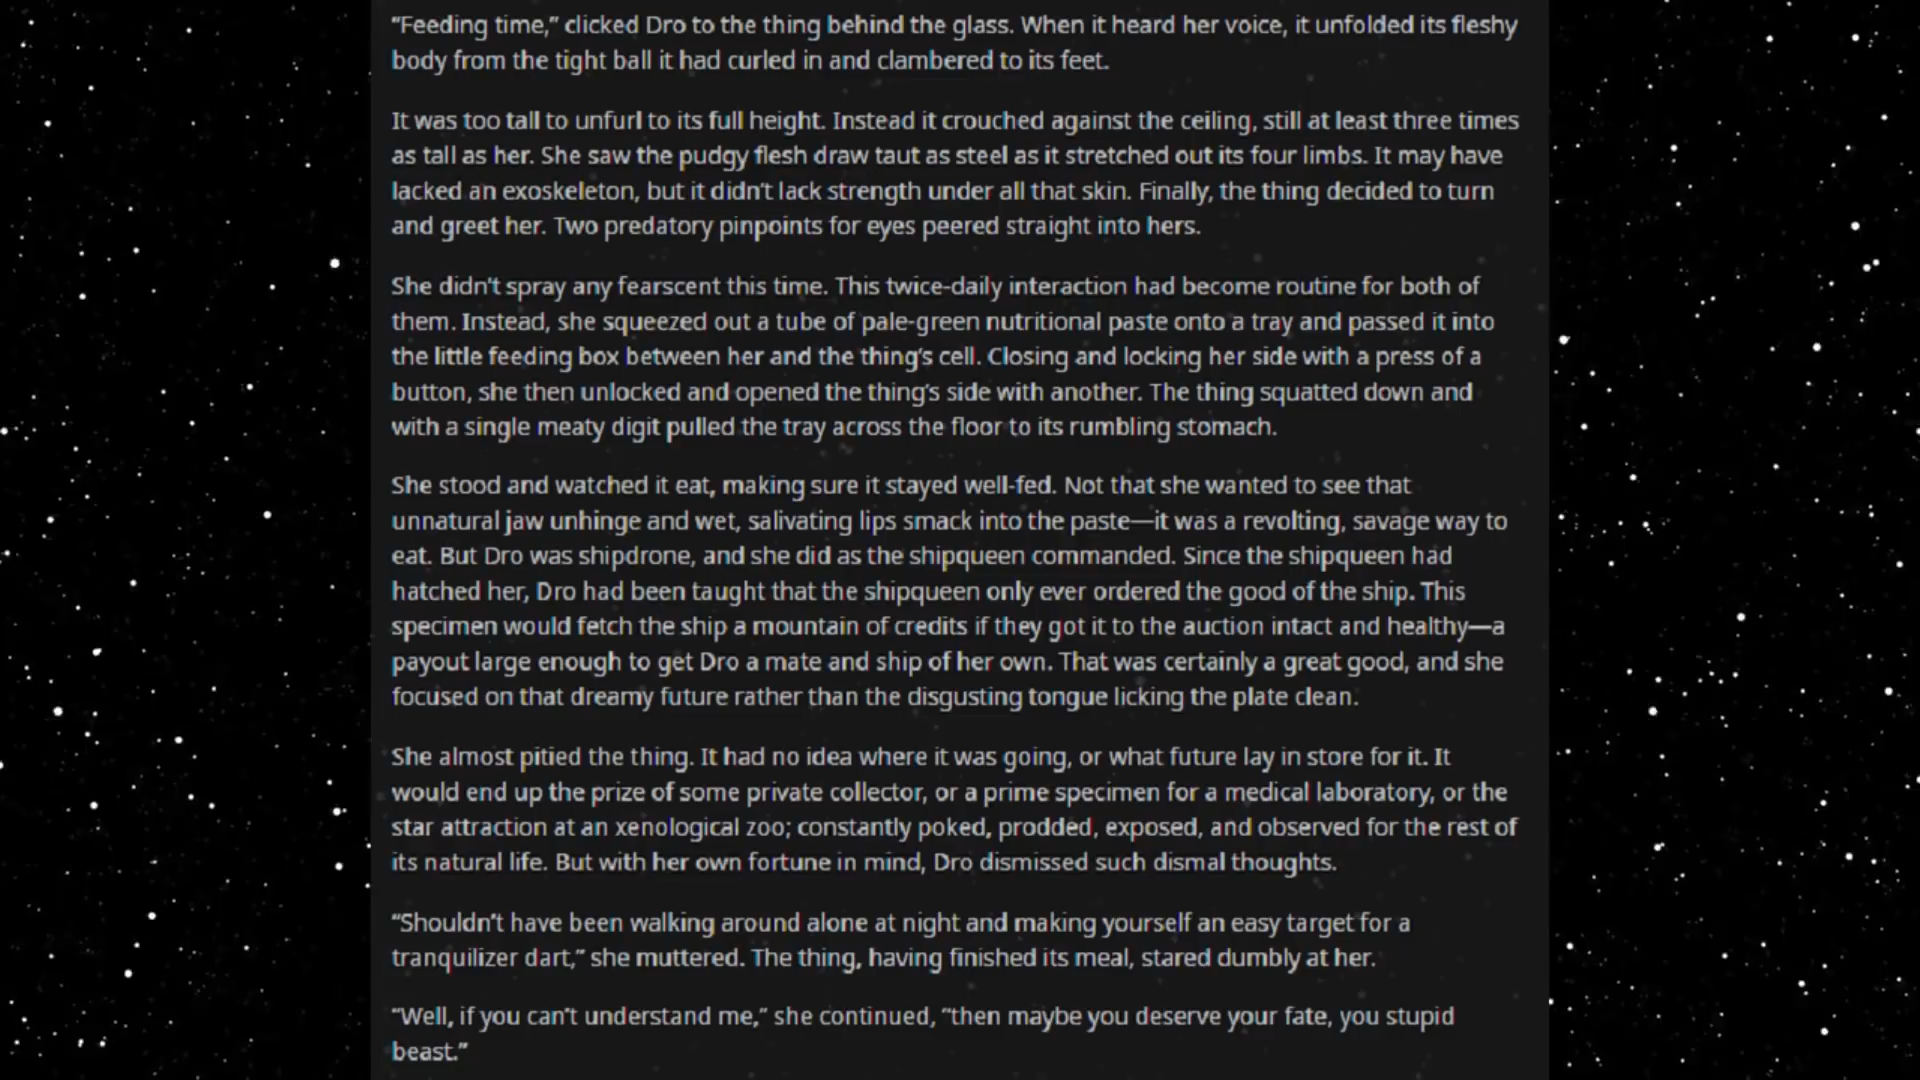 “Feeding time,” clicked Dro to the thing behind the glass. When it heard her voice, it unfolded its fleshy
body from the tight ball it had curled in and clambered to its feet.
It was too tall to unfurl to its full height. Instead it crouched against the ceiling, still at least three times
as tall as her. She saw the pudgy flesh draw taut as steel as it stretched out its four limbs. It may have
lacked an exoskeleton, but it didn’t lack strength under all that skin. Finally, the thing decided to turn
and greet her. Two predatory pinpoints for eyes peered straight into hers.
She didn’t spray any fearscent this time. This twice-daily interaction had become routine for both of
them. Instead, she squeezed out a tube of pale-green nutritional paste onto a tray and passed it into
the little feeding box between her and the thing’s cell. Closing and locking her side with a press of a
button, she then unlocked and opened the thing’s side with another. The thing squatted down and
with a single meaty digit pulled the tray across the floor to its rumbling stomach.
She stood and watched it eat, making sure it stayed well-fed. Not that she wanted to see that
unnatural jaw unhinge and wet, salivating lips smack into the paste—it was a revolting, savage way to
eat. But Dro was shipdrone, and she did as the shipqueen commanded. Since the shipqueen had
hatched her, Dro had been taught that the shipqueen only ever ordered the good of the ship. This
specimen would fetch the ship a mountain of credits if they got it to the auction intact and healthy—a
payout large enough to get Dro a mate and ship of her own. That was certainly a great good, and she
focused on that dreamy future rather than the disgusting tongue licking the plate clean.
She almost pitied the thing. It had no idea where it was going, or what future lay in store for it. It
would end up the prize of some private collector, or a prime specimen for a medical laboratory, or the
star attraction at an xenological zoo; constantly poked, prodded, exposed, and observed for the rest of
its natural life. But with her own fortune in mind, Dro dismissed such dismal thoughts.
“Shouldn’t have been walking around alone at night and making yourself an easy target for a
tranquilizer dart,” she muttered. The thing, having finished its meal, stared dumbly at her.
“Well, if you can’t understand me,” she continued, “then maybe you deserve your fate, you stupid
beast.”